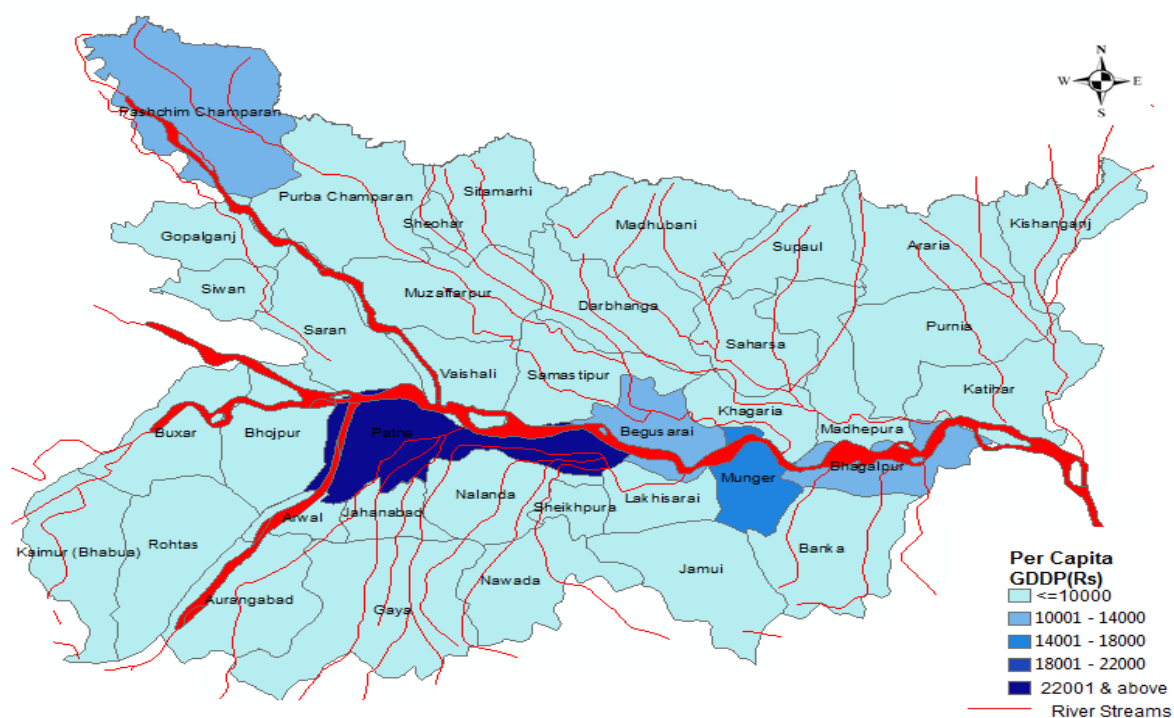 N
W E
S
Pashchim Champaran
Purba Champaran
Sitamarhi
Sheohar
Madhubani
Supaul
Araria
Kishanganj
Gopalganj
Siwan
Muzaffarpur
Darbhanga
Saharsa
Purnia
Saran
Vaishali
Samastipur
Katihar
Khagaria
Madhepura
Buxar
Bhojpur
Patna
Begusarai
Bhagalpur
Munger
Nalanda
Lakhisarai
Sheikhpura
Arwal
Jahanabad
Kaimur (Bhabua)
Rohtas
Banka
Jamui
Nawada
Aurangabad
Gaya
Per Capita
GDDP(Rs)
<=10000
10001 - 14000
14001 - 18000
18001 - 22000
22001 & above
River Streams